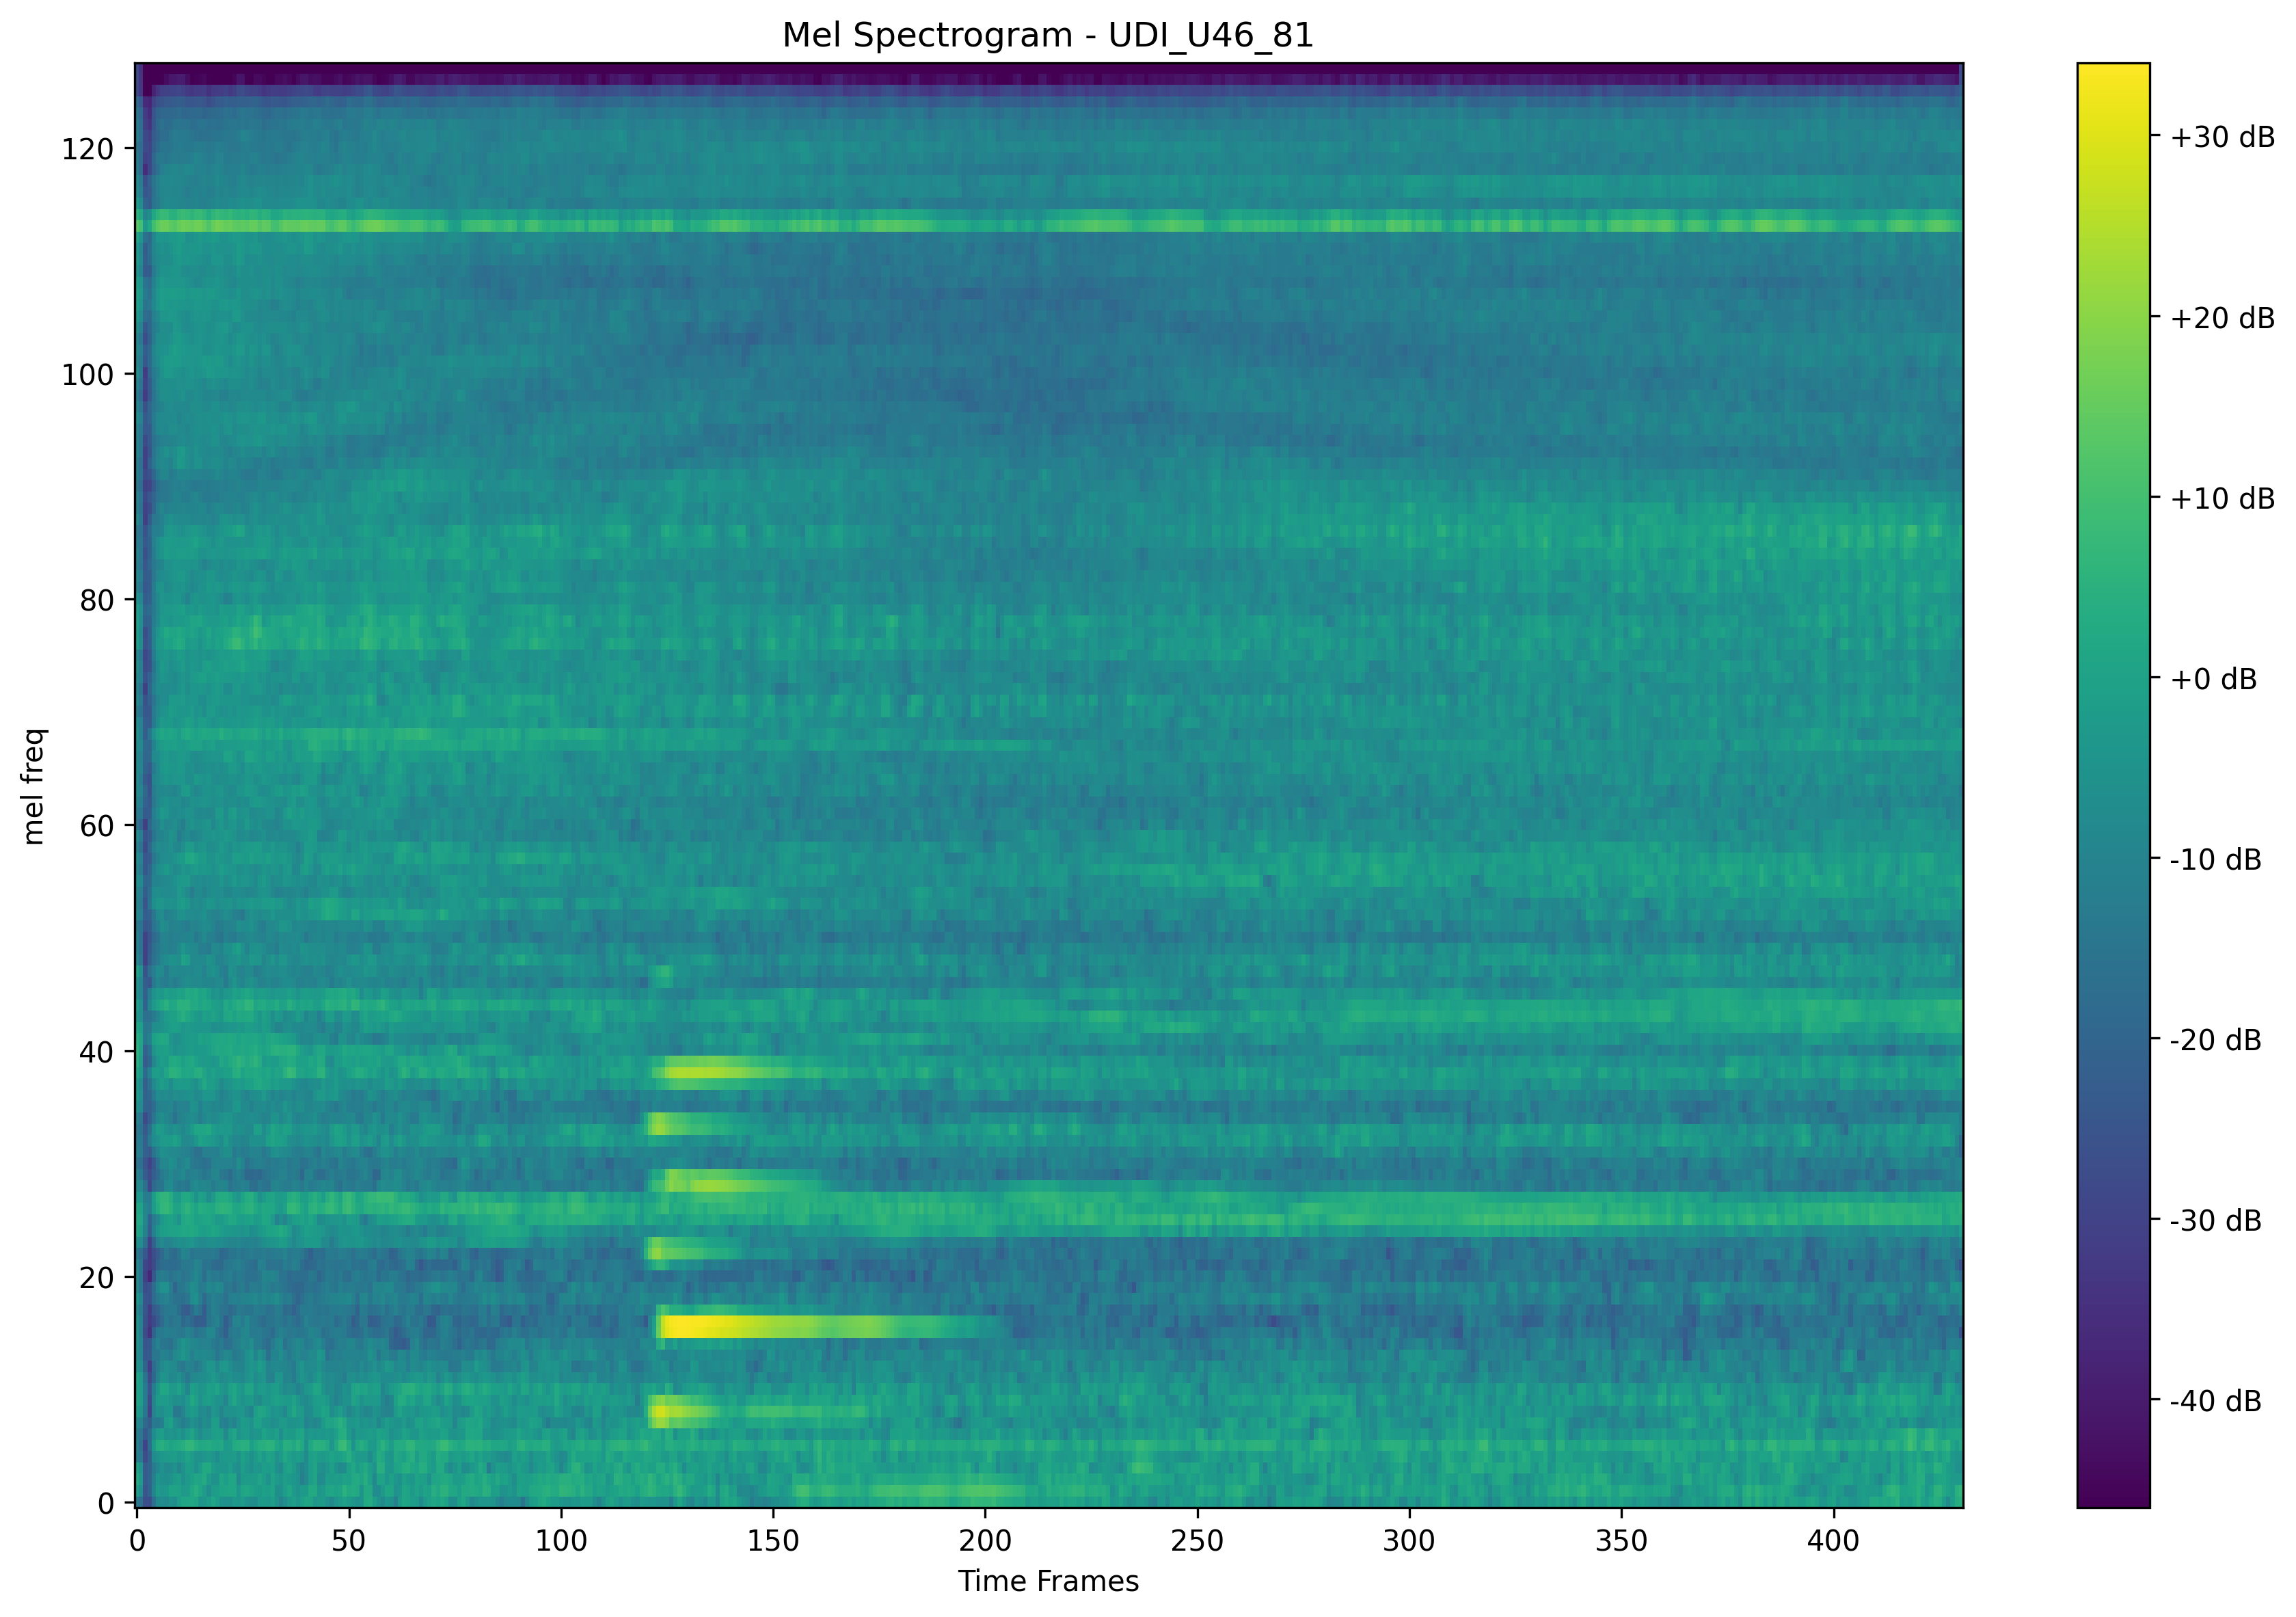 Mel Spectrogram - UDI_U46_81
mel freq
120
100
80
60
40
20
0
0 50 100 150 200 250 300 350 400
Time Frames
+30 dB
+20 dB
+10 dB
+0 dB
-10 dB
-20 dB
-30 dB
-40 dB